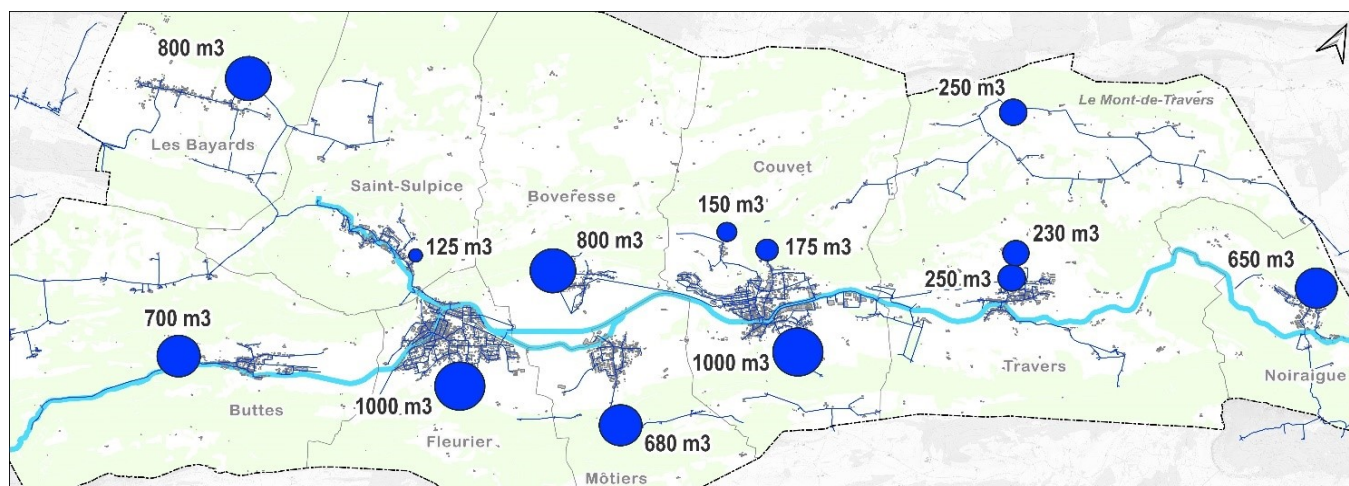 800 m3
Les Bayards
Saint-Sulpice
125 m3
Boveresse
800 m3
Couvet
150 m3
175 m3
250 m3
Le Mont-de-Travers
230 m3
250 m3
650 m3
700 m3
Buttes
1000 m3
Fleurier
680 m3
Môtiers
1000 m3
Travers
Noiraigue